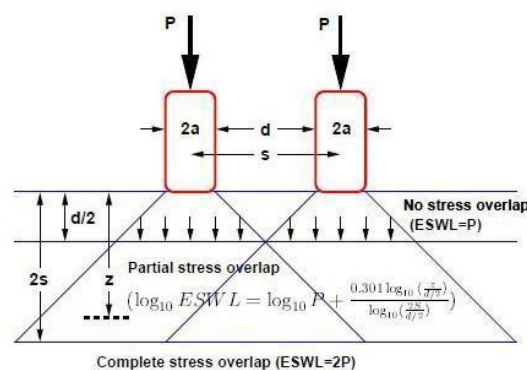 P P
2a d 2a
s
No stress overlap
(ESWL=P)
d/2
2s z
Partial stress overlap
(log₁₀ ESWL = log₁₀ P + 0.301 log₁₀ (z/(d/2)) / log₁₀ (2S/(d/2)))
Complete stress overlap (ESWL=2P)